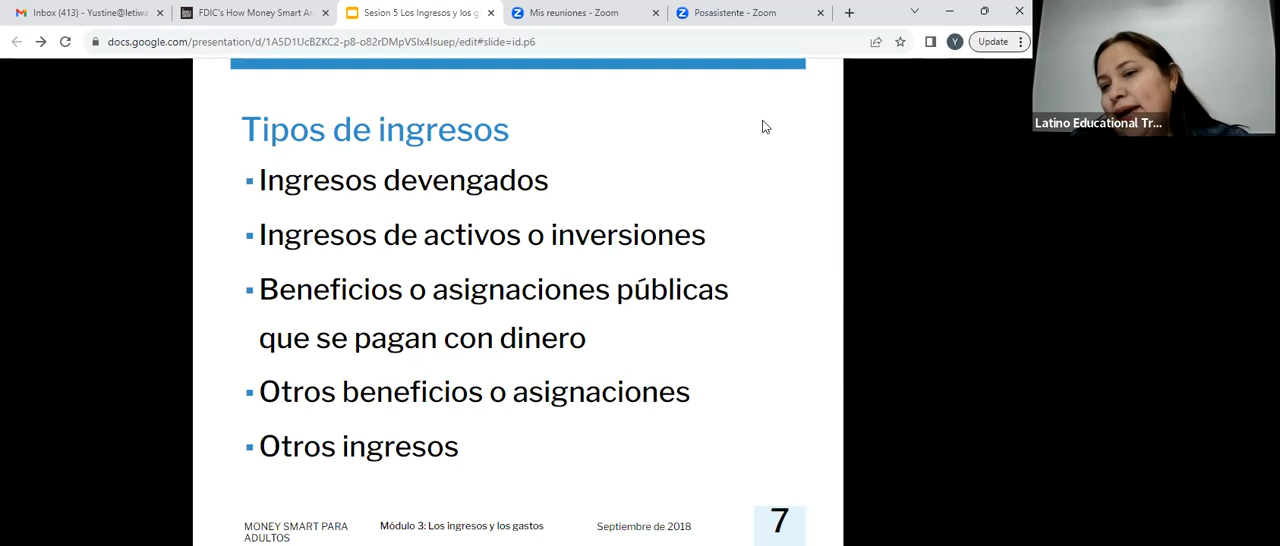 Inbox (413) - Yustine@letiwa
FDIC's How Money Smart Ar
Sesion 5 Los Ingresos y los g
Mis reuniones - Zoom
Posasistente - Zoom
docs.google.com/presentation/d/1A5D1UcBZKC2-p8-o82rDMpVSIx4lsuep/edit#slide=id.p6
Y
Update
Latino Educational Tr...
Tipos de ingresos
Ingresos devengados
Ingresos de activos o inversiones
Beneficios o asignaciones públicas
que se pagan con dinero
Otros beneficios o asignaciones
Otros ingresos
MONEY SMART PARA
ADULTOS
Módulo 3: Los ingresos y los gastos
Septiembre de 2018
7